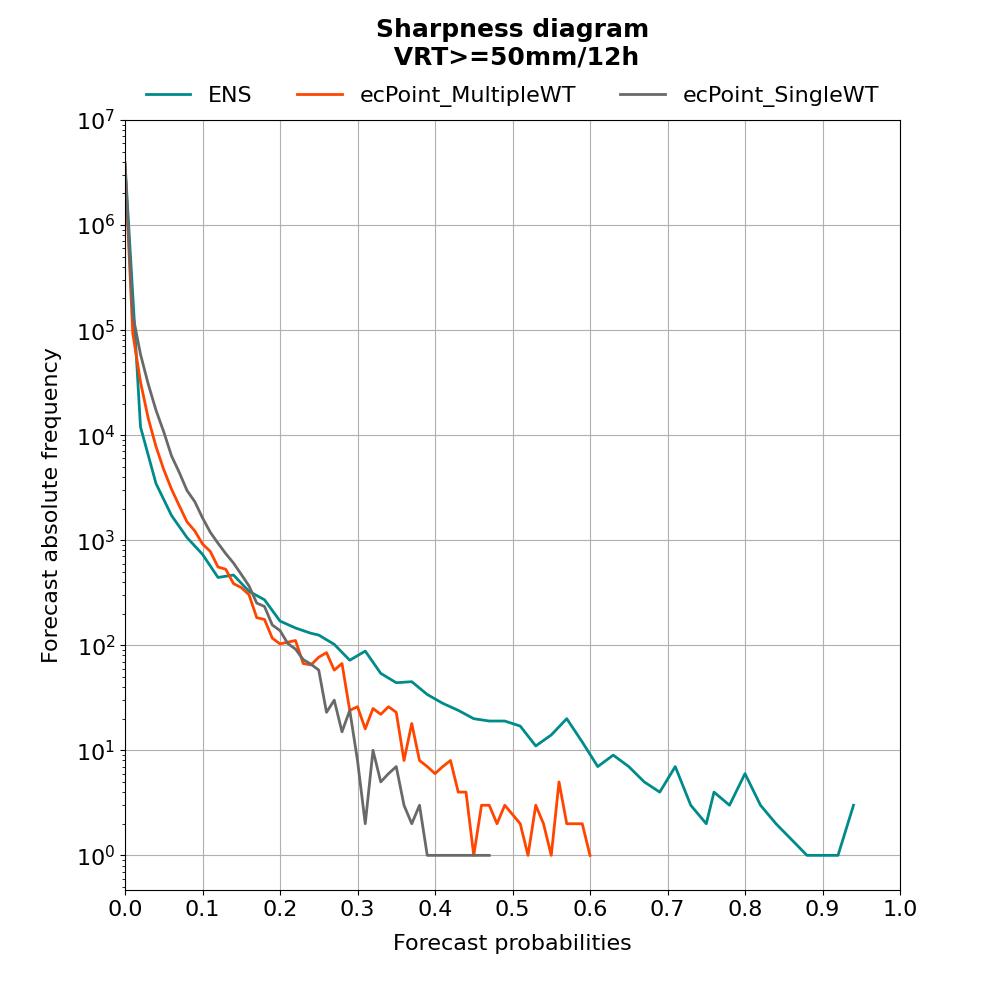 Sharpness diagram
VRT>=50mm/12h
ENS ecPoint_MultipleWT ecPoint_SingleWT
10⁷
10⁶
10⁵
10⁴
10³
10²
10¹
10⁰
Forecast absolute frequency
0.0 0.1 0.2 0.3 0.4 0.5 0.6 0.7 0.8 0.9 1.0
Forecast probabilities